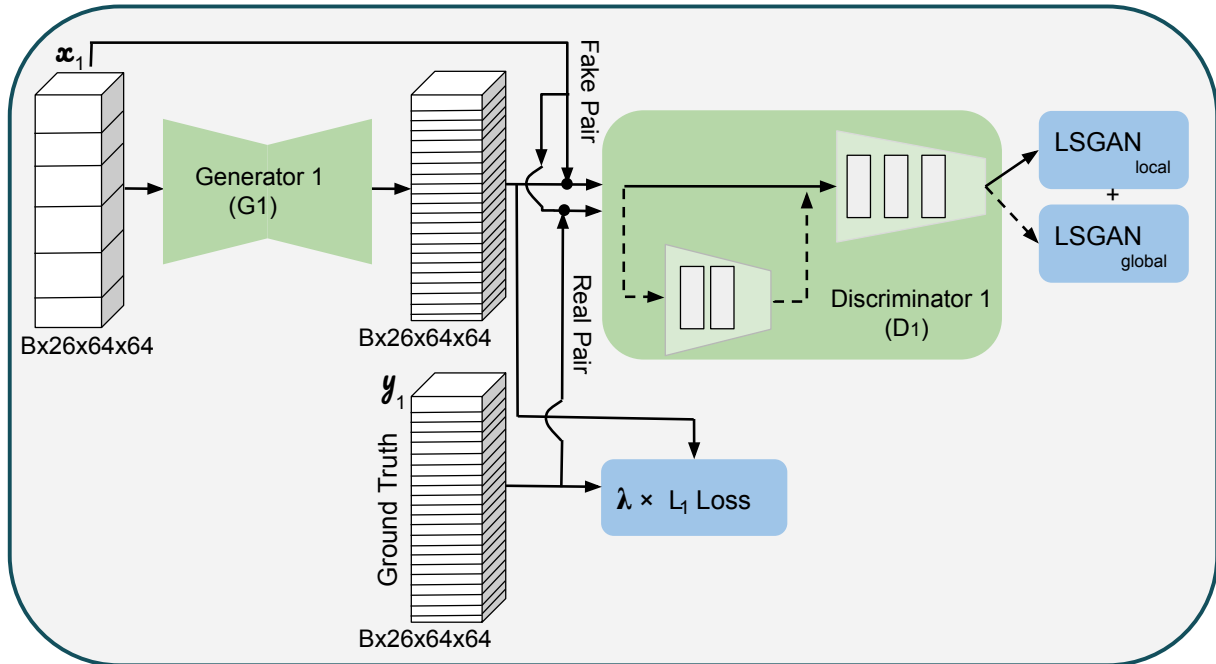 x1
Generator 1
(G1)
Bx26x64x64
Bx26x64x64
Fake Pair
Real Pair
Discriminator 1
(D1)
LSGAN local
+
LSGAN global
y1
Ground Truth
Bx26x64x64
λ × L1 Loss